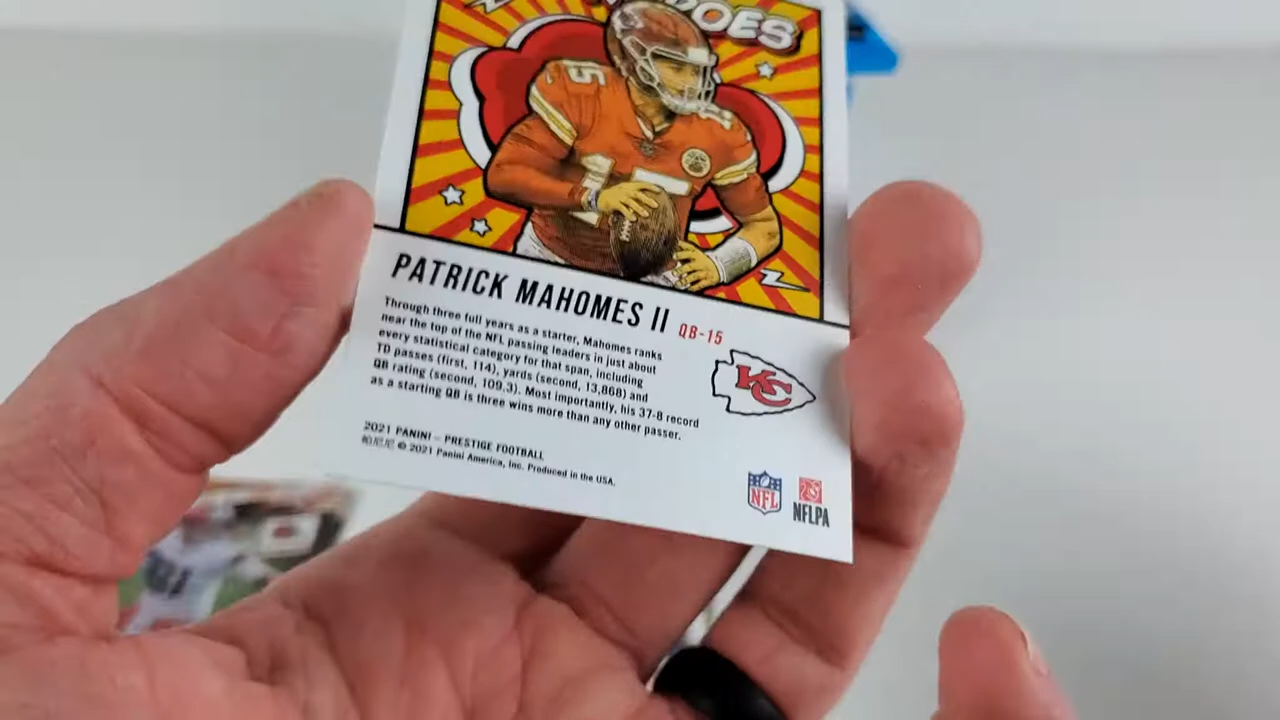 15
15
PATRICK MAHOMES II QB-15
Through three full years as a starter, Mahomes ranks
near the top of the NFL passing leaders in just about
every statistical category for that span, including
TD passes (first, 114), yards (second, 13,868) and
QB rating (second, 109.3). Most importantly, his 37-8 record
as a starting QB is three wins more than any other passer.
KC
2021 PANINI – PRESTIGE FOOTBALL
© 2021 Panini America, Inc. Produced in the USA.
NFL
NFLPA